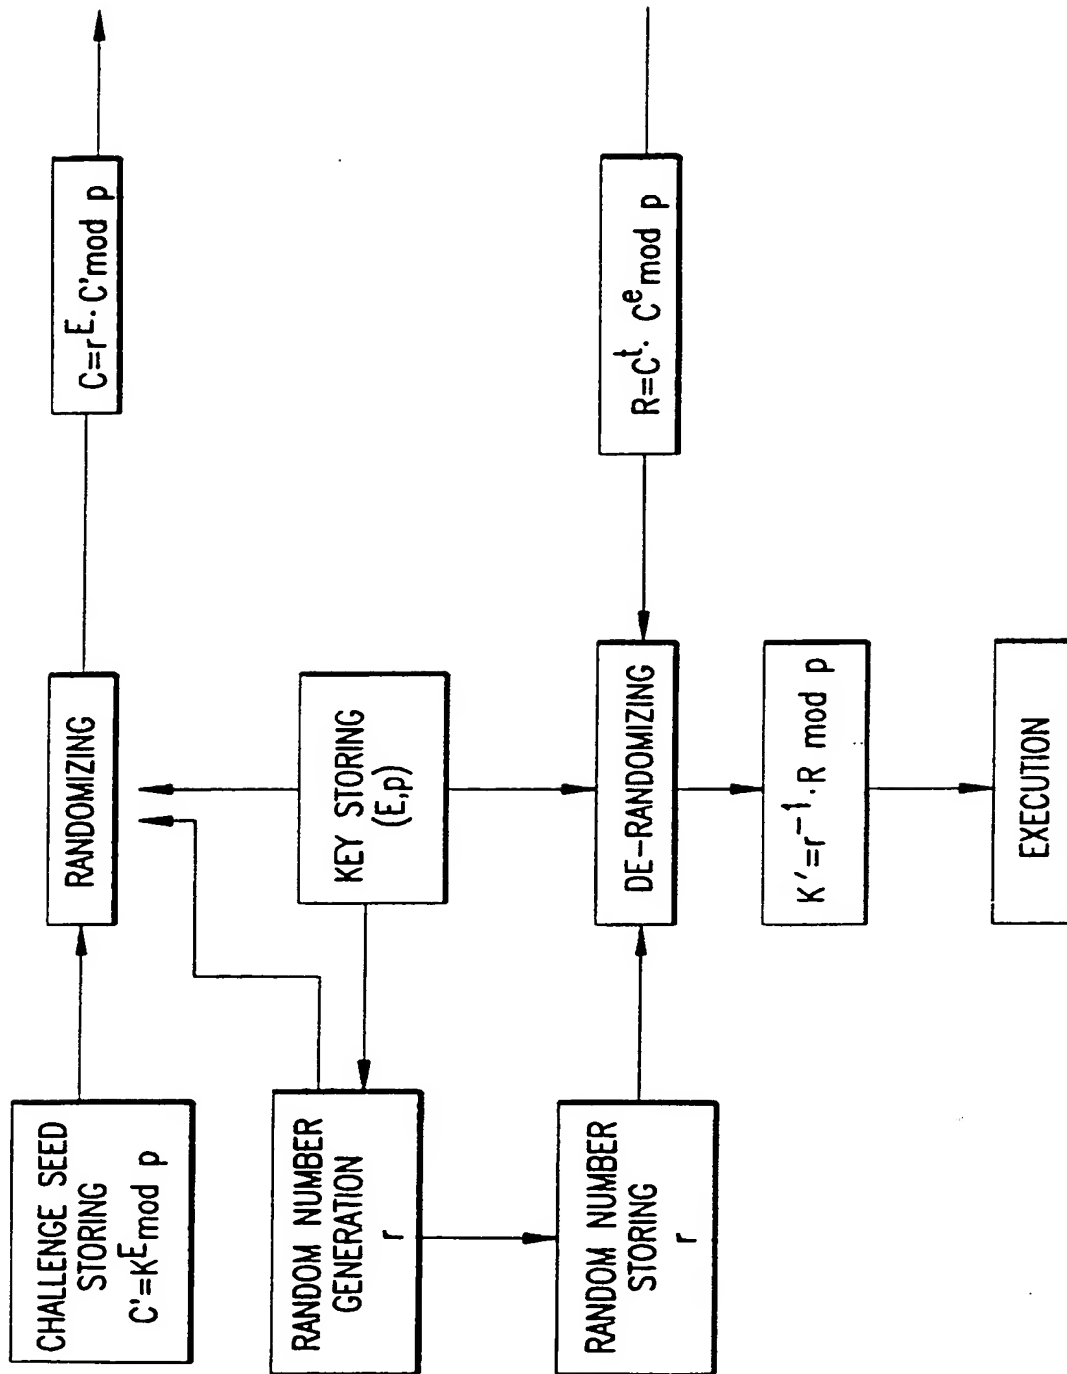 CHALLENGE SEED
STORING
C'=K^E mod p
RANDOMIZING
C=r^E. C'mod p
RANDOM NUMBER
GENERATION
r
KEY STORING
(E,p)
RANDOM NUMBER
STORING
r
DE-RANDOMIZING
R=C^t. C^e mod p
K'=r^-1.R mod p
EXECUTION